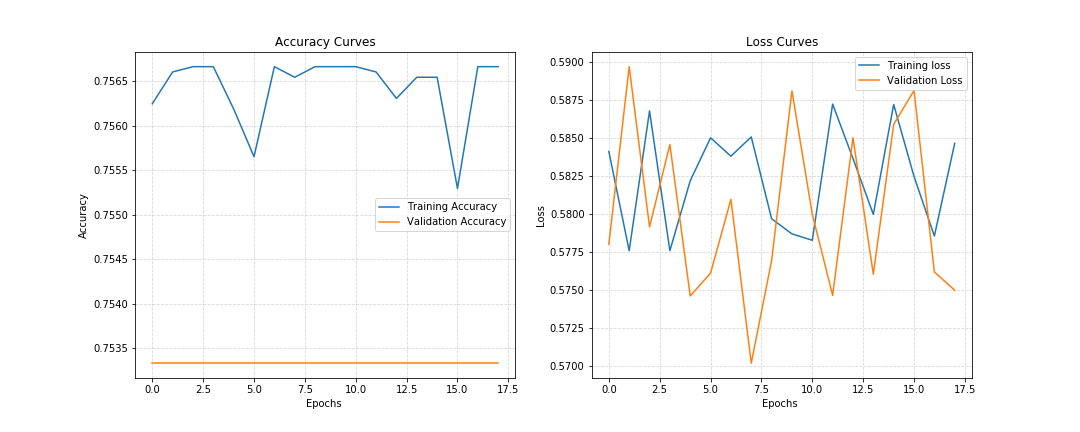 Accuracy Curves
0.7565
0.7560
0.7555
0.7550
0.7545
0.7540
0.7535
Accuracy
Training Accuracy
Validation Accuracy
0.0 2.5 5.0 7.5 10.0 12.5 15.0 17.5
Epochs
Loss Curves
0.5900
0.5875
0.5850
0.5825
0.5800
0.5775
0.5750
0.5725
0.5700
Loss
Training loss
Validation Loss
0.0 2.5 5.0 7.5 10.0 12.5 15.0 17.5
Epochs